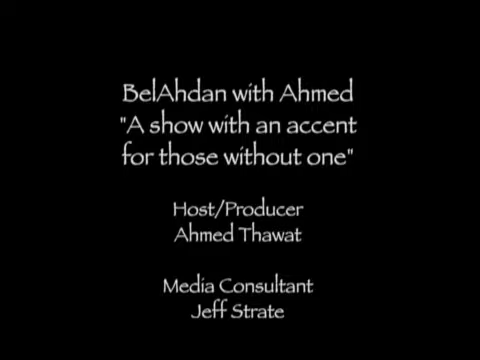 BelAhdan with Ahmed
"A show with an accent
for those without one"
Host/Producer
Ahmed Thawat
Media Consultant
Jeff Strate